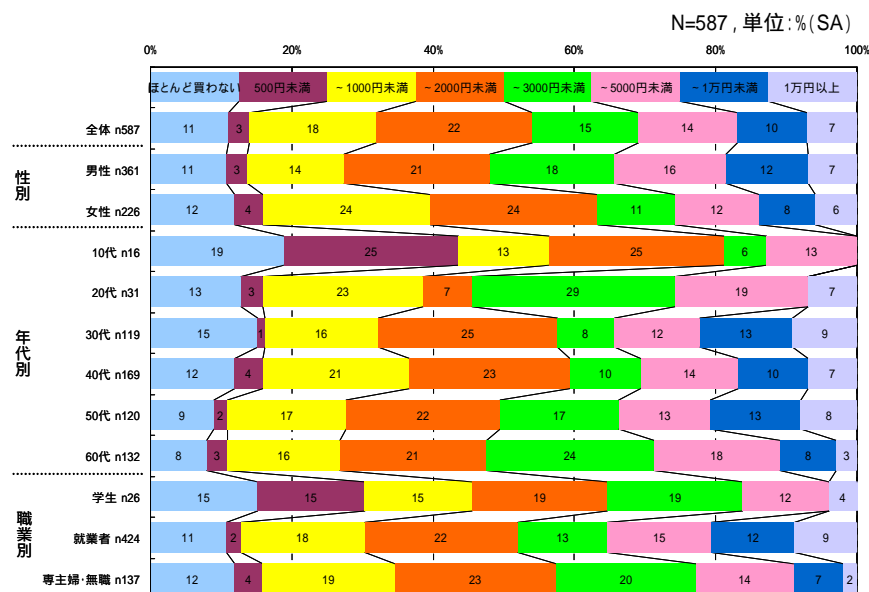 N=587 , 単位:%(SA)
0% 20% 40% 60% 80% 100%
ほとんど買わない 500円未満 ~1000円未満 ~2000円未満 ~3000円未満 ~5000円未満 ~1万円未満 1万円以上
全体 n587 11 3 18 22 15 14 10 7
性別
男性 n361 11 3 14 21 18 16 12 7
女性 n226 12 4 24 24 11 12 8 6
年代別
10代 n16 19 25 13 25 6 13
20代 n31 13 3 23 7 29 19 7
30代 n119 15 1 16 25 8 12 13 9
40代 n169 12 4 21 23 10 14 10 7
50代 n120 9 2 17 22 17 13 13 8
60代 n132 8 3 16 21 24 18 8 3
職業別
学生 n26 15 15 15 19 19 12 4
就業者 n424 11 2 18 22 13 15 12 9
専主婦・無職 n137 12 4 19 23 20 14 7 2